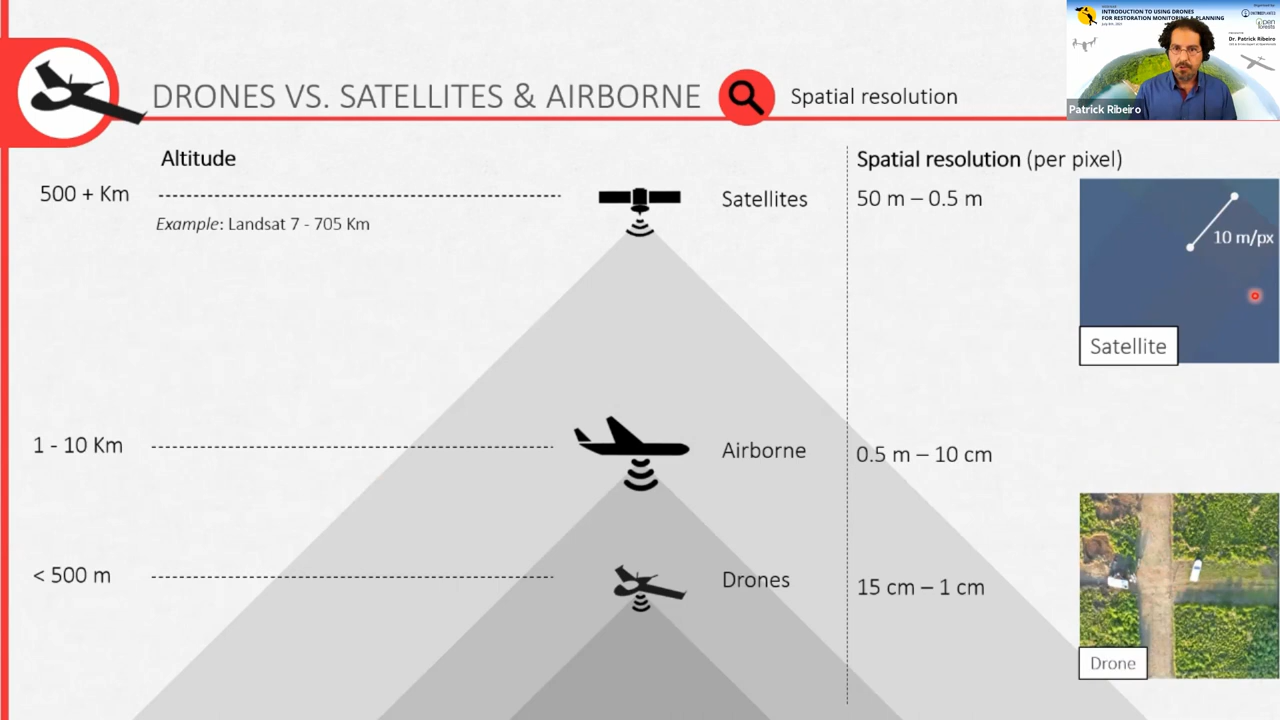 INTRODUCTION TO USING DRONES
FOR RESTORATION MONITORING & PLANNING
Dr. Patrick Ribeiro
Patrick Ribeiro
DRONES VS. SATELLITES & AIRBORNE
Spatial resolution
Altitude
Spatial resolution (per pixel)
500 + Km
Satellites
50 m – 0.5 m
Example: Landsat 7 - 705 Km
10 m/px
Satellite
1 - 10 Km
Airborne
0.5 m – 10 cm
< 500 m
Drones
15 cm – 1 cm
Drone